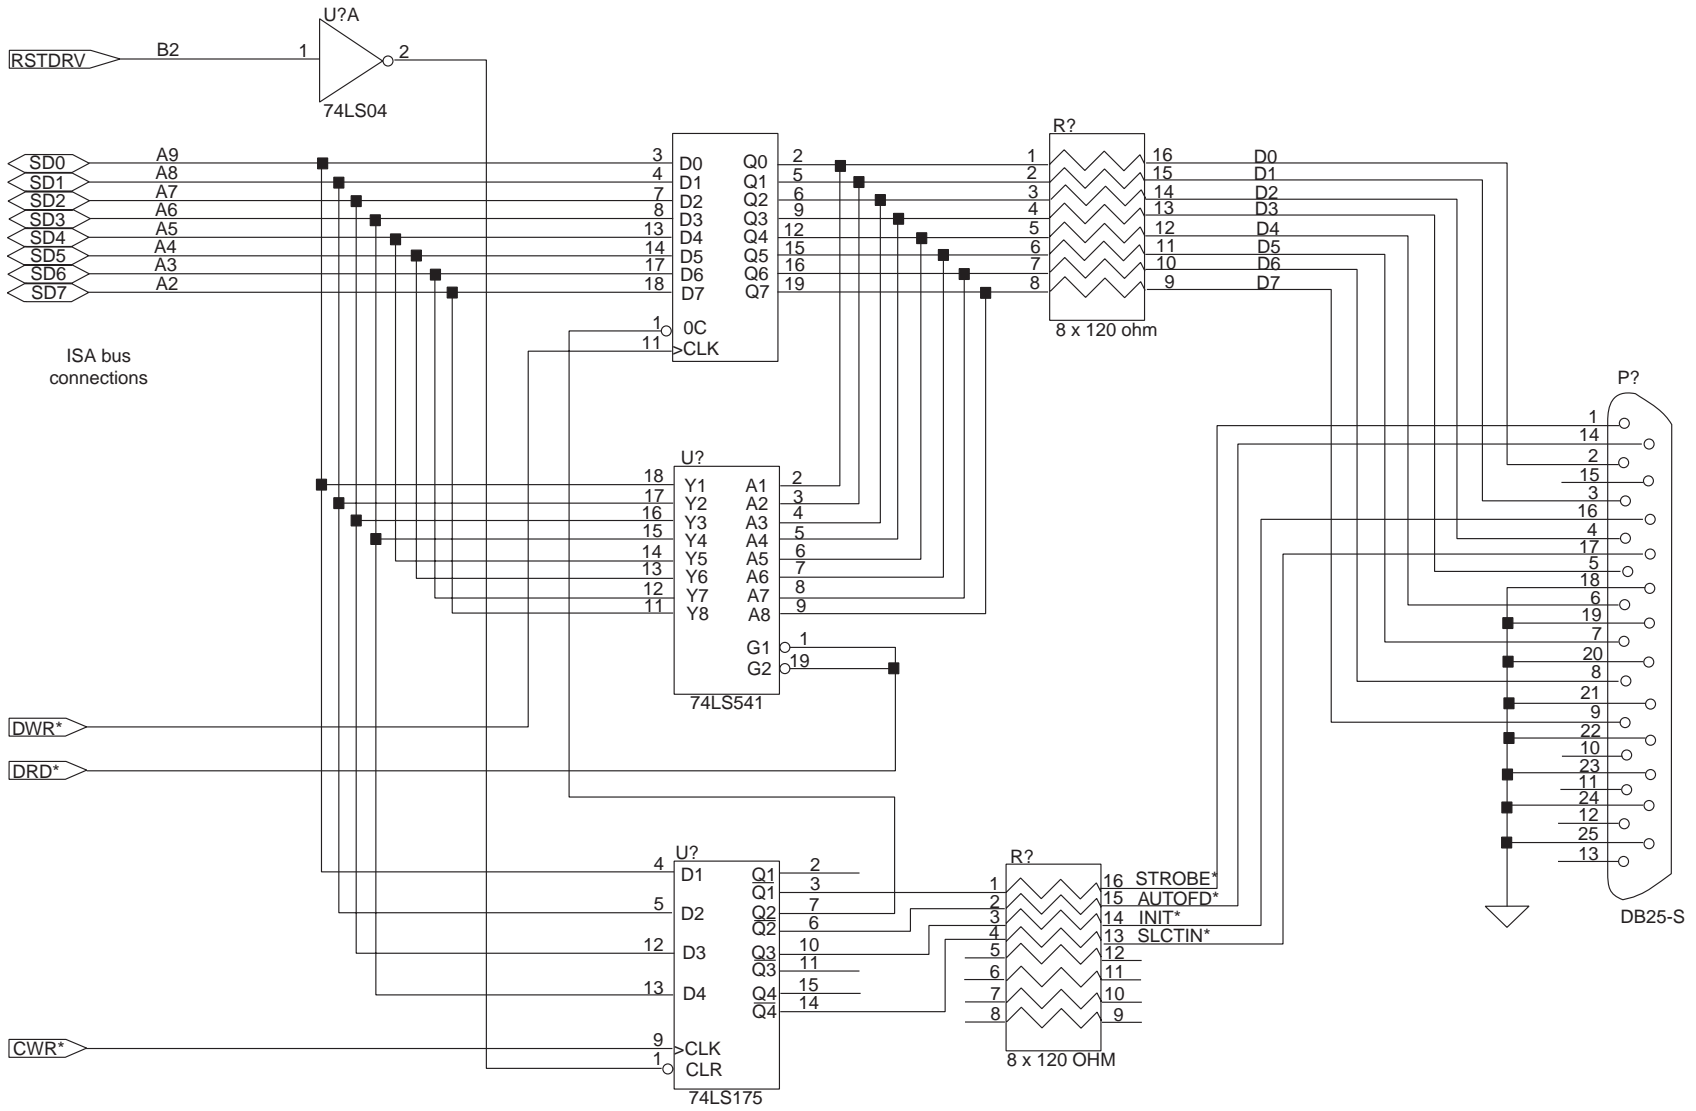 U?A
RSTDRV B2 1 2
74LS04
R?
SD0 A9 3 D0 Q0 2 1 16 D0
SD1 A8 4 D1 Q1 5 2 15 D1
SD2 A7 7 D2 Q2 6 3 14 D2
SD3 A6 8 D3 Q3 9 4 13 D3
SD4 A5 13 D4 Q4 12 5 12 D4
SD5 A4 14 D5 Q5 15 6 11 D5
SD6 A3 17 D6 Q6 16 7 10 D6
SD7 A2 18 D7 Q7 19 8 9 D7
1 0C
11 >CLK
8 x 120 ohm
ISA bus
connections
P?
1
14
2
15
3
16
4
17
5
18
6
19
7
20
8
21
9
22
10
23
11
24
12
25
13
DB25-S
U?
18 Y1 A1 2
17 Y2 A2 3
16 Y3 A3 4
15 Y4 A4 5
14 Y5 A5 6
13 Y6 A6 7
12 Y7 A7 8
11 Y8 A8 9
G1 1
G2 19
74LS541
DWR*
DRD*
U?
4 D1 Q1 2
Q1 3
5 D2 Q2 7
Q2 6
12 D3 Q3 10
Q3 11
13 D4 Q4 15
Q4 14
CWR* 9 >CLK
1 CLR
74LS175
R?
1 16 STROBE*
2 15 AUTOFD*
3 14 INIT*
4 13 SLCTIN*
5 12
6 11
7 10
8 9
8 x 120 OHM